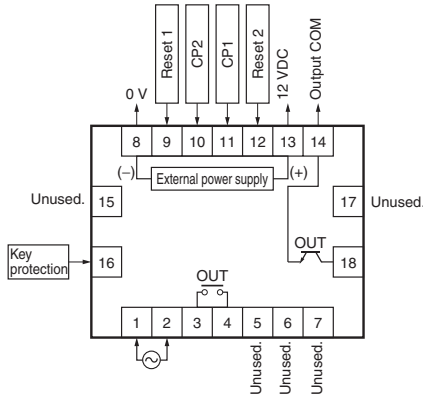 0 V
Reset 1
CP2
CP1
Reset 2
12 VDC
Output COM
8 9 10 11 12 13 14
(−) External power supply (+)
Unused. 15
17 Unused.
Key
protection
16
OUT
18
OUT
1 2 3 4 5 6 7
Unused.
Unused.
Unused.